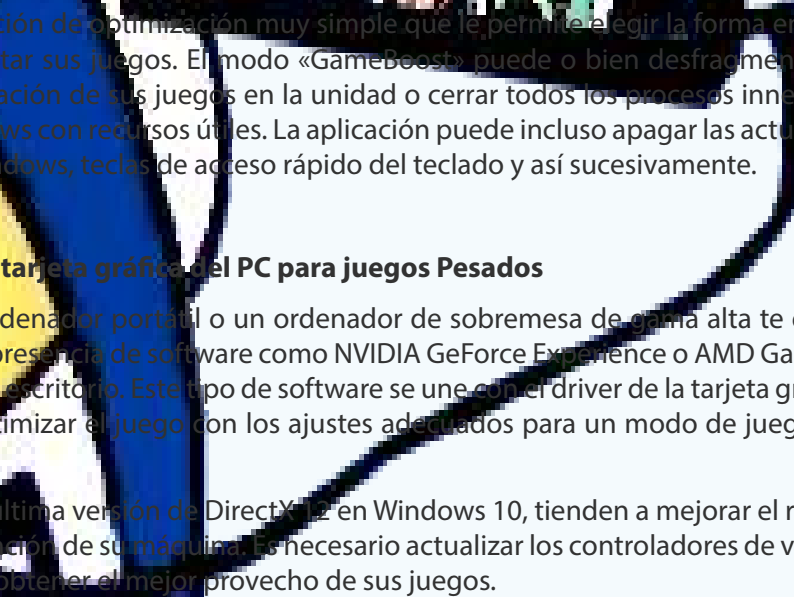 ción de optimización muy simple que le permite elegir la forma en
tar sus juegos. El modo «GameBoost» puede o bien desfragmen
ación de sus juegos en la unidad o cerrar todos los procesos inne
ws con recursos útiles. La aplicación puede incluso apagar las actu
ndows, teclas de acceso rápido del teclado y así sucesivamente.
tarjeta gráfica del PC para juegos Pesados
denador portátil o un ordenador de sobremesa de gama alta te
presencia de software como NVIDIA GeForce Experience o AMD Ga
escritorio. Este tipo de software se une con el driver de la tarjeta g
timizar el juego con los ajustes adecuados para un modo de jueg
última versión de DirectX 12 en Windows 10, tienden a mejorar el r
ación de su máquina. Es necesario actualizar los controladores de v
obtener el mejor provecho de sus juegos.